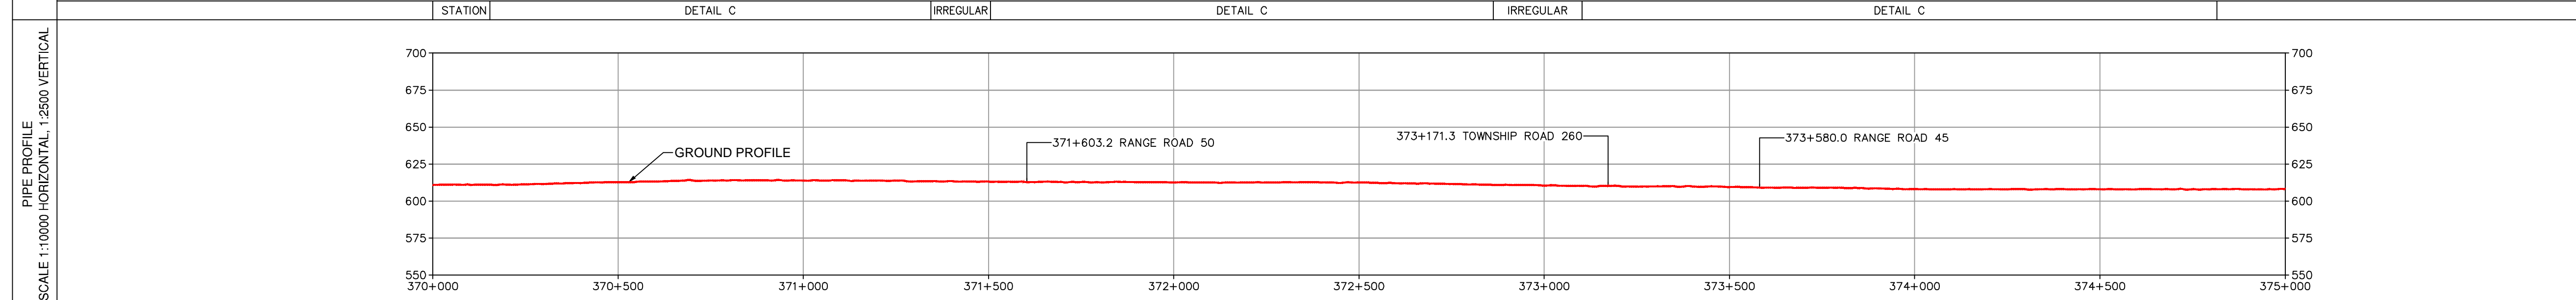 STATION DETAIL C IRREGULAR DETAIL C IRREGULAR DETAIL C
PIPE PROFILE
SCALE 1:10000 HORIZONTAL, 1:2500 VERTICAL
700 700
675 675
650 650
373+171.3 TOWNSHIP ROAD 260
373+580.0 RANGE ROAD 45
371+603.2 RANGE ROAD 50
GROUND PROFILE
625 625
600 600
575 575
550 550
370+000 370+500 371+000 371+500 372+000 372+500 373+000 373+500 374+000 374+500 375+000